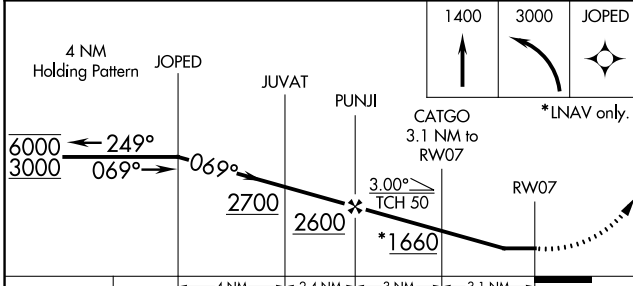 1400 3000 JOPED
4 NM
Holding Pattern
JOPED
JUVAT
PUNJI
*LNAV only.
CATGO
3.1 NM to
RW07
RW07
6000
3000
249°
069°
069°
2700
2600
3.00°
TCH 50
*1660
4 NM 2.4 NM 3 NM 3.1 NM